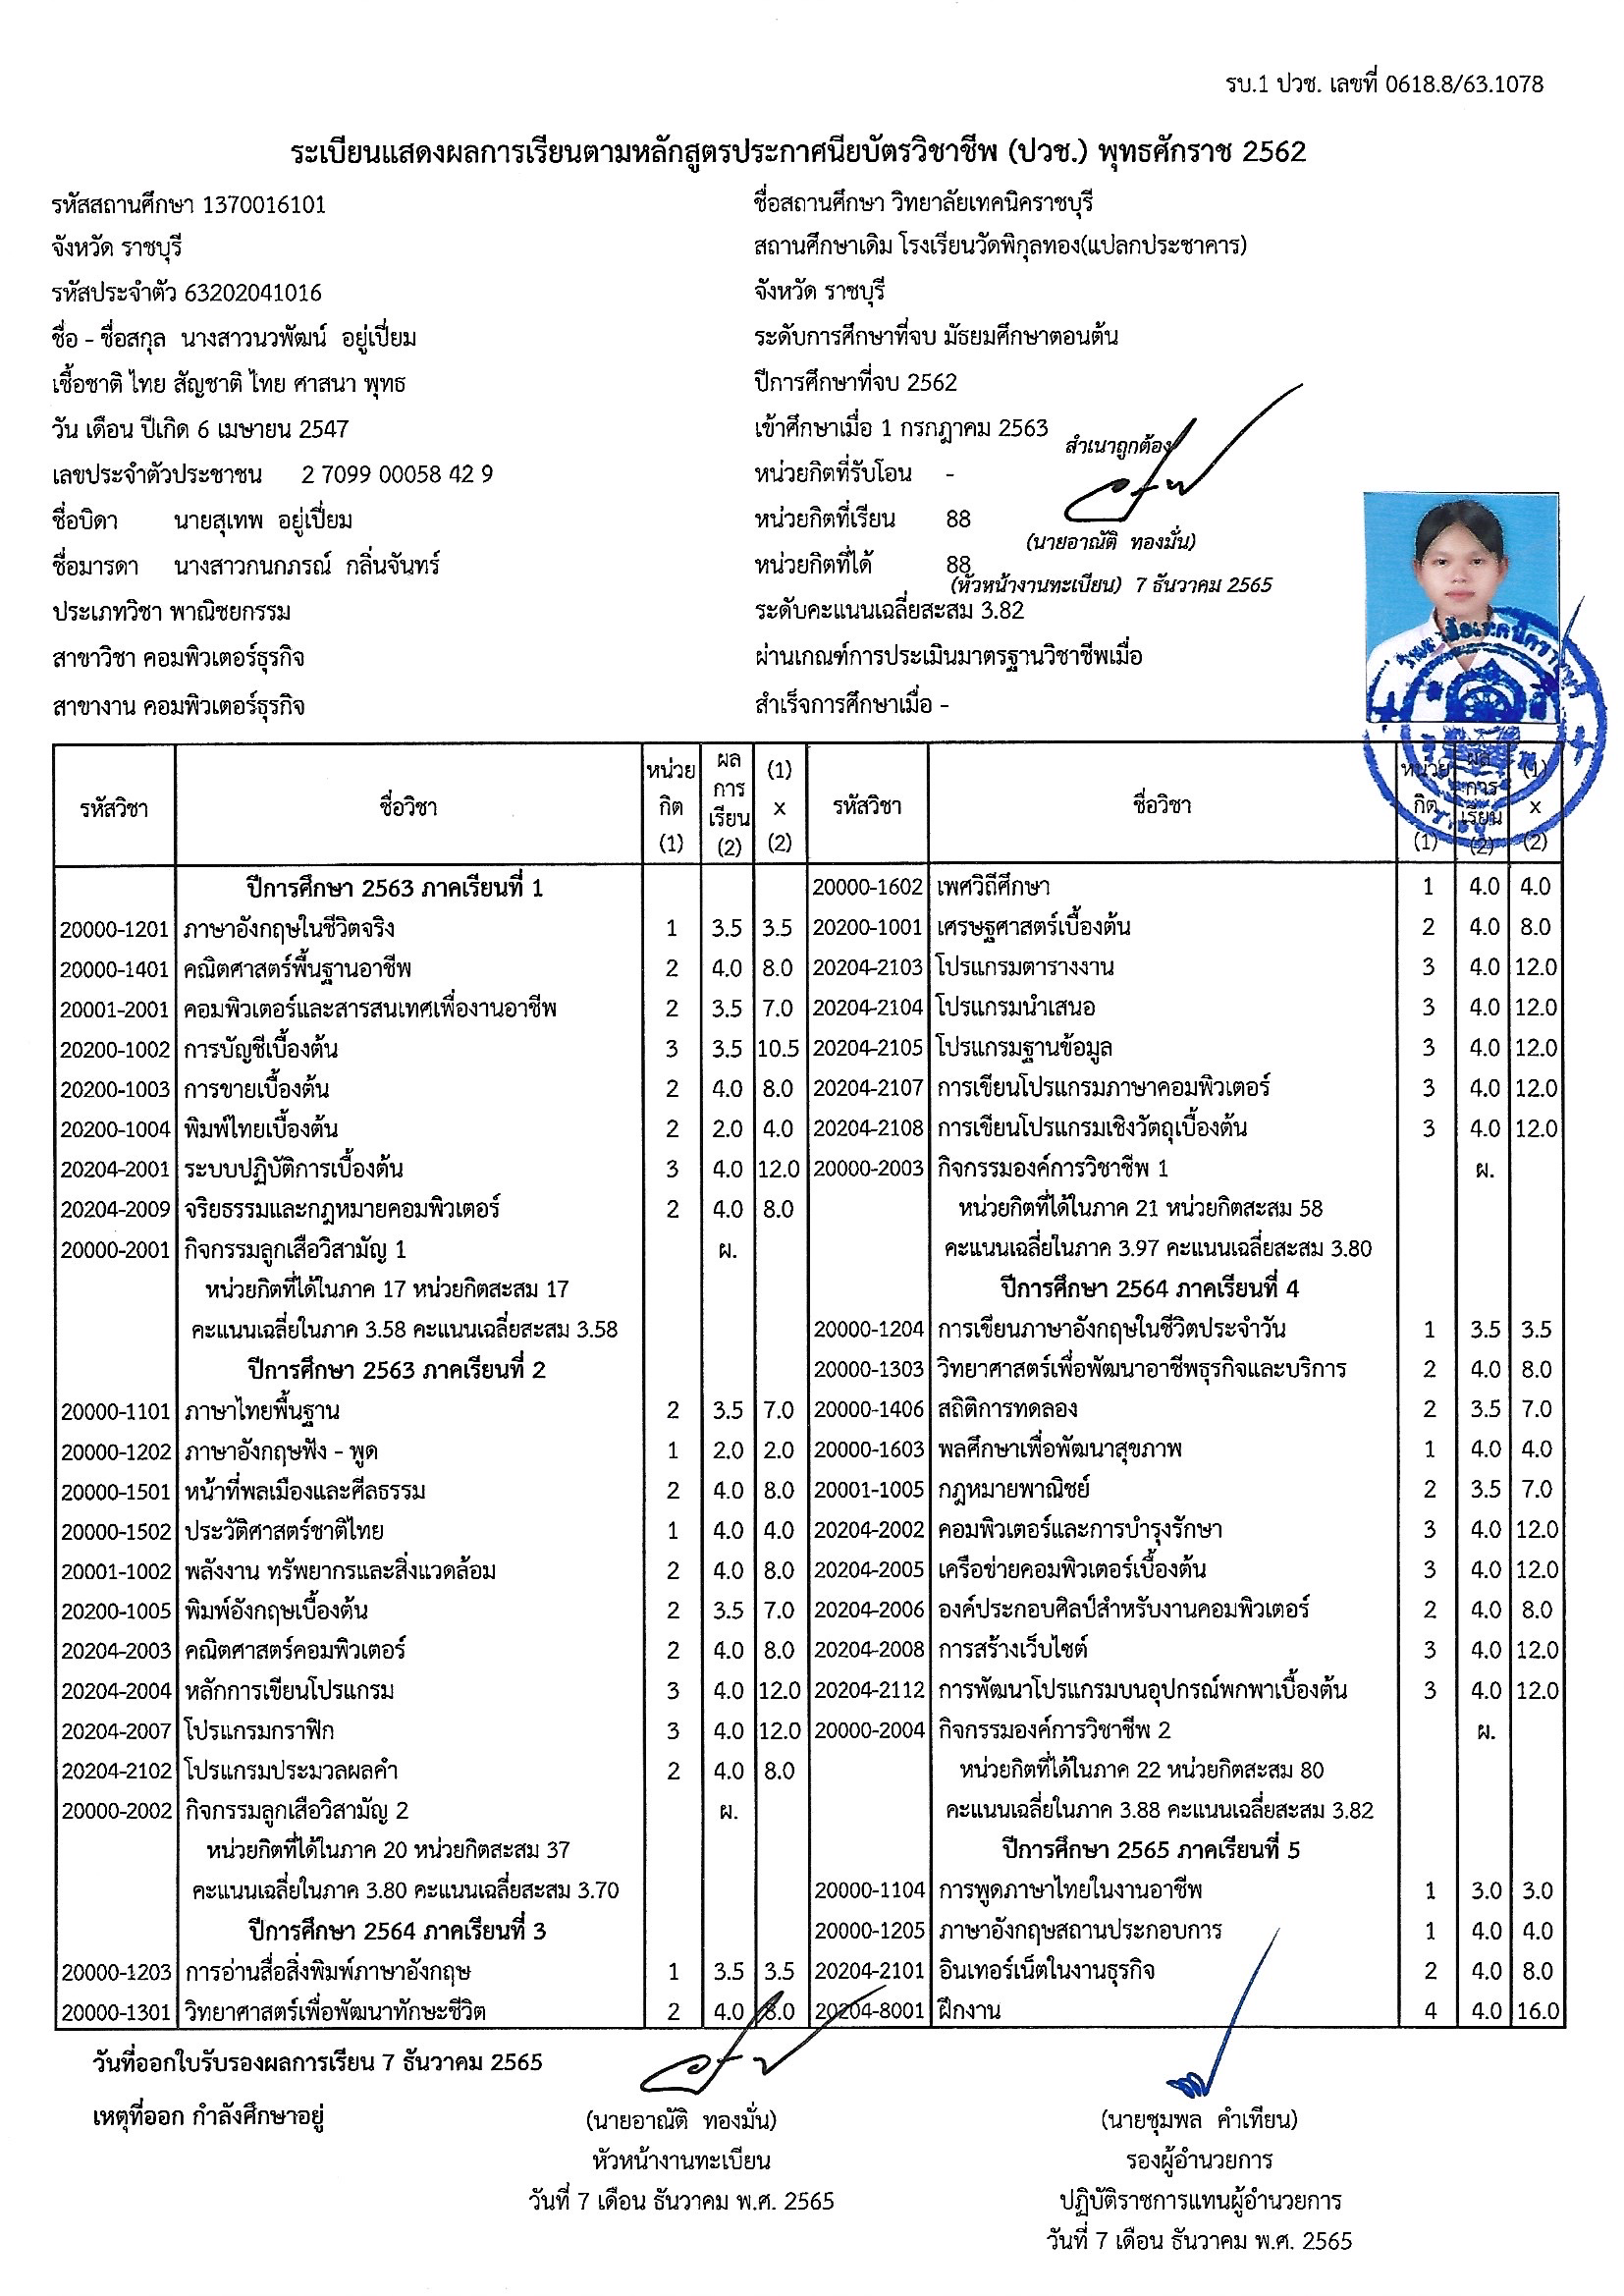 รบ.1 ปวช. เลขที่ 0618.8/63.1078
ระเบียนแสดงผลการเรียนตามหลักสูตรประกาศนียบัตรวิชาชีพ (ปวช.) พุทธศักราช 2562
รหัสสถานศึกษา 1370016101
จังหวัด ราชบุรี
รหัสประจำตัว 63202041016
ชื่อ - ชื่อสกุล นางสาวนวพัฒน์ อยู่เปี่ยม
เชื้อชาติ ไทย สัญชาติ ไทย ศาสนา พุทธ
วัน เดือน ปีเกิด 6 เมษายน 2547
เลขประจำตัวประชาชน 2 7099 00058 42 9
ชื่อบิดา นายสุเทพ อยู่เปี่ยม
ชื่อมารดา นางสาวกนกภรณ์ กลิ่นจันทร์
ประเภทวิชา พาณิชยกรรม
สาขาวิชา คอมพิวเตอร์ธุรกิจ
สาขางาน คอมพิวเตอร์ธุรกิจ
ชื่อสถานศึกษา วิทยาลัยเทคนิคราชบุรี
สถานศึกษาเดิม โรงเรียนวัดพิกุลทอง(แปลกประชาคาร)
จังหวัด ราชบุรี
ระดับการศึกษาที่จบ มัธยมศึกษาตอนต้น
ปีการศึกษาที่จบ 2562
เข้าศึกษาเมื่อ 1 กรกฎาคม 2563
หน่วยกิตที่รับโอน -
หน่วยกิตที่เรียน 88
หน่วยกิตที่ได้ 88
ระดับคะแนนเฉลี่ยสะสม 3.82
ผ่านเกณฑ์การประเมินมาตรฐานวิชาชีพเมื่อ
สำเร็จการศึกษาเมื่อ -
สำเนาถูกต้อง
(นายอาณัติ ทองมั่น)
(หัวหน้างานทะเบียน) 7 ธันวาคม 2565
รหัสวิชา ชื่อวิชา หน่วยกิต (1) ผลการเรียน (2) (1) x (2)
ปีการศึกษา 2563 ภาคเรียนที่ 1
20000-1201 ภาษาอังกฤษในชีวิตจริง 1 3.5 3.5
20000-1401 คณิตศาสตร์พื้นฐานอาชีพ 2 4.0 8.0
20001-2001 คอมพิวเตอร์และสารสนเทศเพื่องานอาชีพ 2 3.5 7.0
20200-1002 การบัญชีเบื้องต้น 3 3.5 10.5
20200-1003 การขายเบื้องต้น 2 4.0 8.0
20200-1004 พิมพ์ไทยเบื้องต้น 2 2.0 4.0
20204-2001 ระบบปฏิบัติการเบื้องต้น 3 4.0 12.0
20204-2009 จริยธรรมและกฎหมายคอมพิวเตอร์ 2 4.0 8.0
20000-2001 กิจกรรมลูกเสือวิสามัญ 1 ผ.
หน่วยกิตที่ได้ในภาค 17 หน่วยกิตสะสม 17
คะแนนเฉลี่ยในภาค 3.58 คะแนนเฉลี่ยสะสม 3.58
ปีการศึกษา 2563 ภาคเรียนที่ 2
20000-1101 ภาษาไทยพื้นฐาน 2 3.5 7.0
20000-1202 ภาษาอังกฤษฟัง - พูด 1 2.0 2.0
20000-1501 หน้าที่พลเมืองและศีลธรรม 2 4.0 8.0
20000-1502 ประวัติศาสตร์ชาติไทย 1 4.0 4.0
20001-1002 พลังงาน ทรัพยากรและสิ่งแวดล้อม 2 4.0 8.0
20200-1005 พิมพ์อังกฤษเบื้องต้น 2 3.5 7.0
20204-2003 คณิตศาสตร์คอมพิวเตอร์ 2 4.0 8.0
20204-2004 หลักการเขียนโปรแกรม 3 4.0 12.0
20204-2007 โปรแกรมกราฟิก 3 4.0 12.0
20204-2102 โปรแกรมประมวลผลคำ 2 4.0 8.0
20000-2002 กิจกรรมลูกเสือวิสามัญ 2 ผ.
หน่วยกิตที่ได้ในภาค 20 หน่วยกิตสะสม 37
คะแนนเฉลี่ยในภาค 3.80 คะแนนเฉลี่ยสะสม 3.70
ปีการศึกษา 2564 ภาคเรียนที่ 3
20000-1203 การอ่านสื่อสิ่งพิมพ์ภาษาอังกฤษ 1 3.5 3.5
20000-1301 วิทยาศาสตร์เพื่อพัฒนาทักษะชีวิต 2 4.0 8.0
รหัสวิชา ชื่อวิชา หน่วยกิต (1) ผลการเรียน (2) (1) x (2)
20000-1602 เพศวิถีศึกษา 1 4.0 4.0
20200-1001 เศรษฐศาสตร์เบื้องต้น 2 4.0 8.0
20204-2103 โปรแกรมตารางงาน 3 4.0 12.0
20204-2104 โปรแกรมนำเสนอ 3 4.0 12.0
20204-2105 โปรแกรมฐานข้อมูล 3 4.0 12.0
20204-2107 การเขียนโปรแกรมภาษาคอมพิวเตอร์ 3 4.0 12.0
20204-2108 การเขียนโปรแกรมเชิงวัตถุเบื้องต้น 3 4.0 12.0
20000-2003 กิจกรรมองค์การวิชาชีพ 1 ผ.
หน่วยกิตที่ได้ในภาค 21 หน่วยกิตสะสม 58
คะแนนเฉลี่ยในภาค 3.97 คะแนนเฉลี่ยสะสม 3.80
ปีการศึกษา 2564 ภาคเรียนที่ 4
20000-1204 การเขียนภาษาอังกฤษในชีวิตประจำวัน 1 3.5 3.5
20000-1303 วิทยาศาสตร์เพื่อพัฒนาอาชีพธุรกิจและบริการ 2 4.0 8.0
20000-1406 สถิติการทดลอง 2 3.5 7.0
20000-1603 พลศึกษาเพื่อพัฒนาสุขภาพ 1 4.0 4.0
20001-1005 กฎหมายพาณิชย์ 2 3.5 7.0
20204-2002 คอมพิวเตอร์และการบำรุงรักษา 3 4.0 12.0
20204-2005 เครือข่ายคอมพิวเตอร์เบื้องต้น 3 4.0 12.0
20204-2006 องค์ประกอบศิลป์สำหรับงานคอมพิวเตอร์ 2 4.0 8.0
20204-2008 การสร้างเว็บไซต์ 3 4.0 12.0
20204-2112 การพัฒนาโปรแกรมบนอุปกรณ์พกพาเบื้องต้น 3 4.0 12.0
20000-2004 กิจกรรมองค์การวิชาชีพ 2 ผ.
หน่วยกิตที่ได้ในภาค 22 หน่วยกิตสะสม 80
คะแนนเฉลี่ยในภาค 3.88 คะแนนเฉลี่ยสะสม 3.82
ปีการศึกษา 2565 ภาคเรียนที่ 5
20000-1104 การพูดภาษาไทยในงานอาชีพ 1 3.0 3.0
20000-1205 ภาษาอังกฤษสถานประกอบการ 1 4.0 4.0
20204-2101 อินเทอร์เน็ตในงานธุรกิจ 2 4.0 8.0
20204-8001 ฝึกงาน 4 4.0 16.0
วันที่ออกใบรับรองผลการเรียน 7 ธันวาคม 2565
เหตุที่ออก กำลังศึกษาอยู่
(นายอาณัติ ทองมั่น)
หัวหน้างานทะเบียน
วันที่ 7 เดือน ธันวาคม พ.ศ. 2565
(นายชุมพล คำเทียน)
รองผู้อำนวยการ
ปฏิบัติราชการแทนผู้อำนวยการ
วันที่ 7 เดือน ธันวาคม พ.ศ. 2565